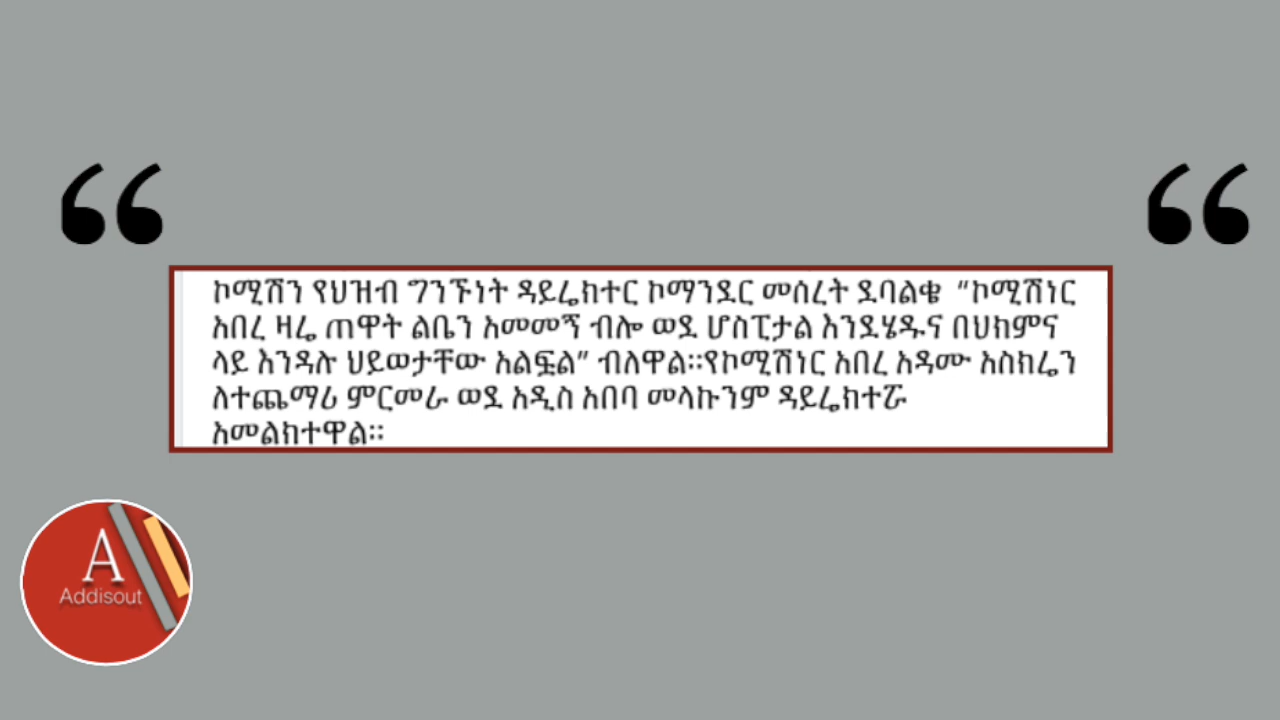 “
“
ኮሚሽን የህዝብ ግንኙነት ዳይሬክተር ኮማንደር መሰረት ደባልቄ “ኮሚሽነር
አበረ ዛሬ ጠዋት ልቤን አመመኝ ብሎ ወደ ሆስፒታል እንደሄዱና በህክምና
ላይ እንዳሉ ህይወታቸው አልፏል” ብለዋል።የኮሚሽነር አበረ አዳሙ አስክሬን
ለተጨማሪ ምርመራ ወደ አዲስ አበባ መላኩንም ዳይሬክተሯ
አመልክተዋል።
A
Addisout